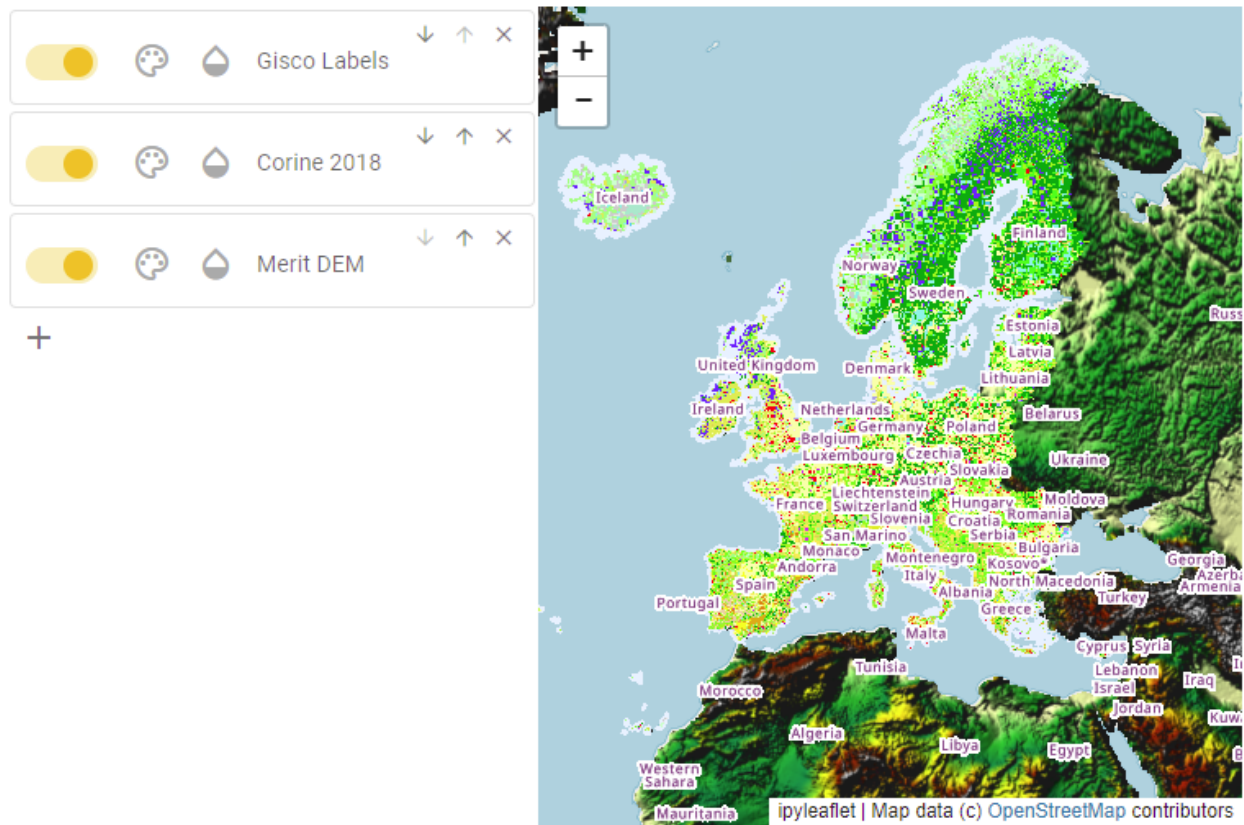 Gisco Labels
Corine 2018
Merit DEM
+
+
−
Iceland
Finland
Norway
Sweden
Russ
Estonia
Latvia
United Kingdom
Denmark
Lithuania
Ireland
Netherlands
Belarus
Germany
Poland
Belgium
Luxembourg
Czechia
Ukraine
Slovakia
Austria
Liechtenstein
France
Switzerland
Hungary
Moldova
Slovenia
Croatia
Romania
San Marino
Serbia
Monaco
Bulgaria
Montenegro
Andorra
Kosovo*
Georgia
Italy
Spain
North Macedonia
Azerba
Albania
Armenia
Portugal
Greece
Turkey
Malta
Cyprus
Syria
Tunisia
Lebanon
Iraq
Morocco
Israel
Jordan
Kuw
Algeria
Libya
Egypt
Western
Sahara
Mauritania
ipyleaflet | Map data (c) OpenStreetMap contributors